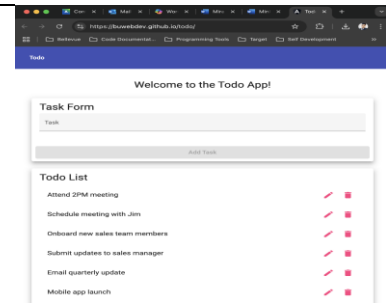 https://buwebdev.github.io/todo/
Bellevue Code Documentat... Programming Tools Target Self Development
Todo
Welcome to the Todo App!
Task Form
Task
Add Task
Todo List
Attend 2PM meeting
Schedule meeting with Jim
Onboard new sales team members
Submit updates to sales manager
Email quarterly update
Mobile app launch